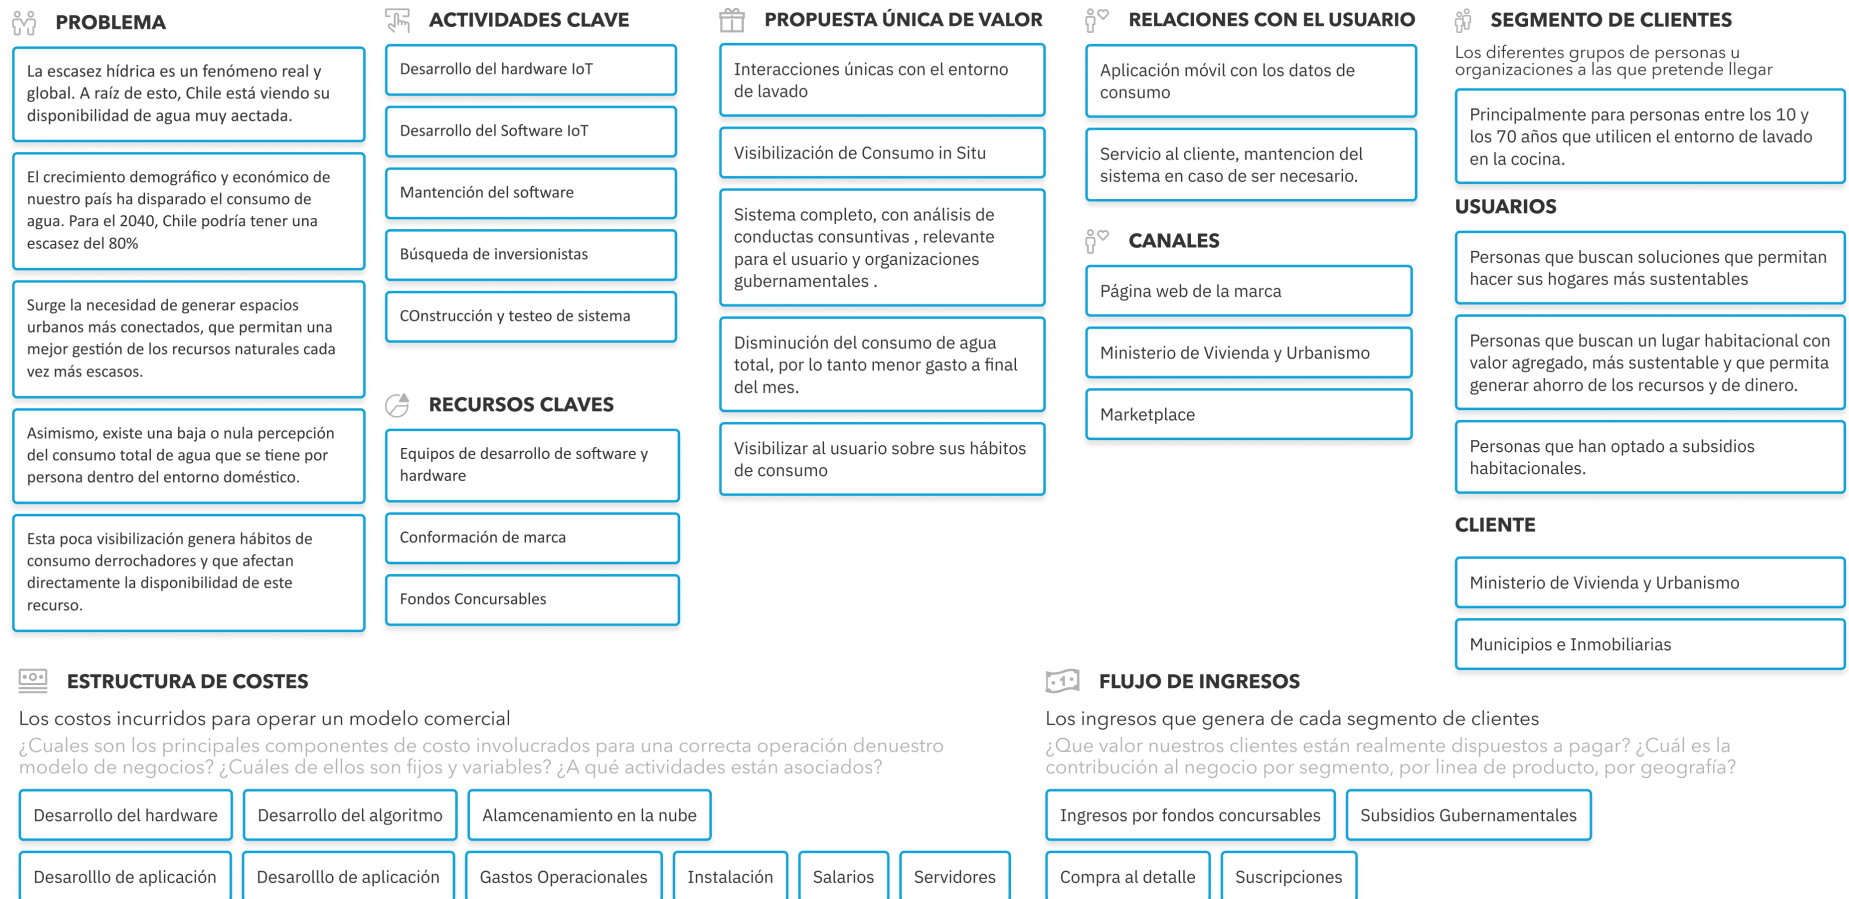 PROBLEMA
La escasez hídrica es un fenómeno real y
global. A raíz de esto, Chile está viendo su
disponibilidad de agua muy aectada.
El crecimiento demográfico y económico de
nuestro país ha disparado el consumo de
agua. Para el 2040, Chile podría tener una
escasez del 80%
Surge la necesidad de generar espacios
urbanos más conectados, que permitan una
mejor gestión de los recursos naturales cada
vez más escasos.
Asimismo, existe una baja o nula percepción
del consumo total de agua que se tiene por
persona dentro del entorno doméstico.
Esta poca visibilización genera hábitos de
consumo derrochadores y que afectan
directamente la disponibilidad de este
recurso.
ACTIVIDADES CLAVE
Desarrollo del hardware IoT
Desarrollo del Software IoT
Mantención del software
Búsqueda de inversionistas
COnstrucción y testeo de sistema
RECURSOS CLAVES
Equipos de desarrollo de software y
hardware
Conformación de marca
Fondos Concursables
PROPUESTA ÚNICA DE VALOR
Interacciones únicas con el entorno
de lavado
Visibilización de Consumo in Situ
Sistema completo, con análisis de
conductas consuntivas , relevante
para el usuario y organizaciones
gubernamentales .
Disminución del consumo de agua
total, por lo tanto menor gasto a final
del mes.
Visibilizar al usuario sobre sus hábitos
de consumo
RELACIONES CON EL USUARIO
Aplicación móvil con los datos de
consumo
Servicio al cliente, mantencion del
sistema en caso de ser necesario.
CANALES
Página web de la marca
Ministerio de Vivienda y Urbanismo
Marketplace
SEGMENTO DE CLIENTES
Los diferentes grupos de personas u
organizaciones a las que pretende llegar
Principalmente para personas entre los 10 y
los 70 años que utilicen el entorno de lavado
en la cocina.
USUARIOS
Personas que buscan soluciones que permitan
hacer sus hogares más sustentables
Personas que buscan un lugar habitacional con
valor agregado, más sustentable y que permita
generar ahorro de los recursos y de dinero.
Personas que han optado a subsidios
habitacionales.
CLIENTE
Ministerio de Vivienda y Urbanismo
Municipios e Inmobiliarias
ESTRUCTURA DE COSTES
Los costos incurridos para operar un modelo comercial
¿Cuales son los principales componentes de costo involucrados para una correcta operación denuestro
modelo de negocios? ¿Cuáles de ellos son fijos y variables? ¿A qué actividades están asociados?
Desarrollo del hardware
Desarrollo del algoritmo
Alamcenamiento en la nube
Desarolllo de aplicación
Desarolllo de aplicación
Gastos Operacionales
Instalación
Salarios
Servidores
FLUJO DE INGRESOS
Los ingresos que genera de cada segmento de clientes
¿Que valor nuestros clientes están realmente dispuestos a pagar? ¿Cuál es la
contribución al negocio por segmento, por linea de producto, por geografía?
Ingresos por fondos concursables
Subsidios Gubernamentales
Compra al detalle
Suscripciones